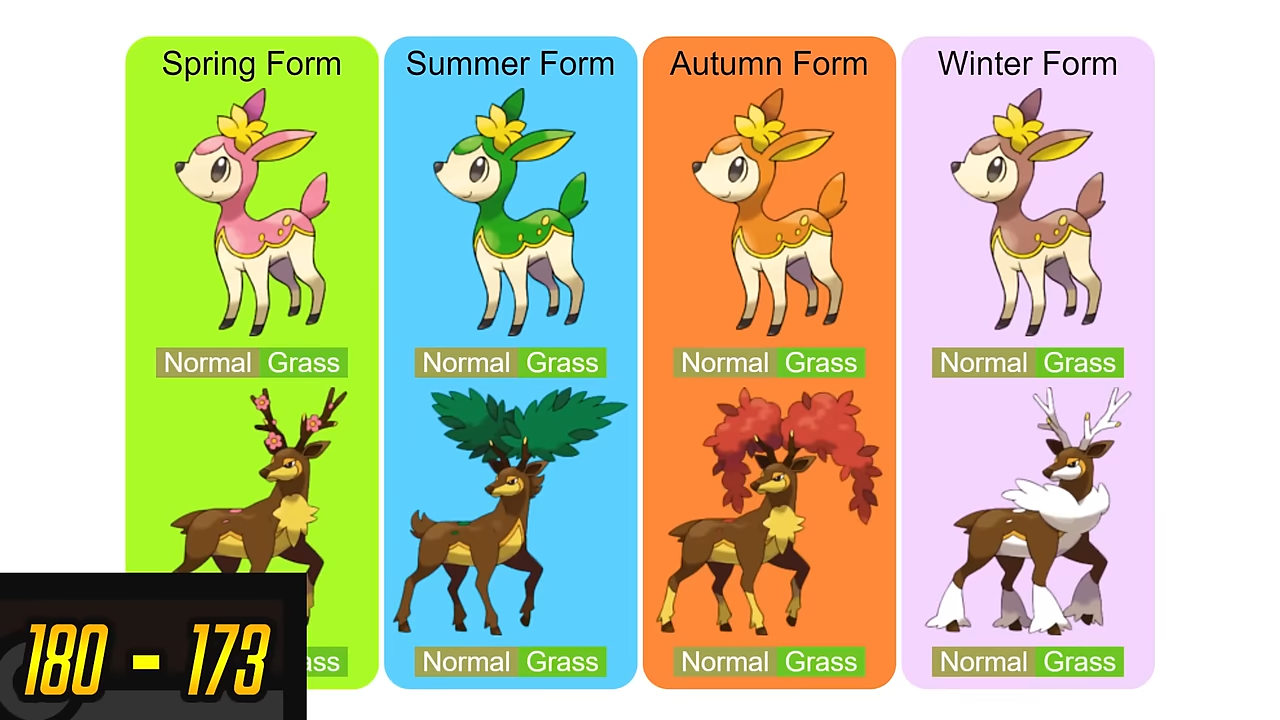 Spring Form
Summer Form
Autumn Form
Winter Form
Normal Grass
Normal Grass
Normal Grass
Normal Grass
Normal Grass
Normal Grass
Normal Grass
180 - 173